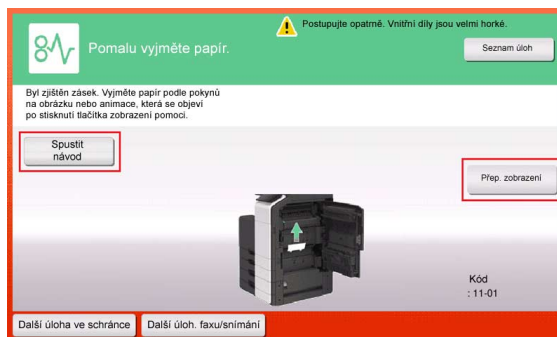 Postupujte opatrně. Vnitřní díly jsou velmi horké.
Pomalu vyjměte papír.
Seznam úloh
Byl zjištěn zásek. Vyjměte papír podle pokynů
na obrázku nebo animace, která se objeví
po stisknutí tlačítka zobrazení pomoci.
Spustit
návod
Přep. zobrazení
Kód
: 11-01
Další úloha ve schránce
Další úloh. faxu/snímání